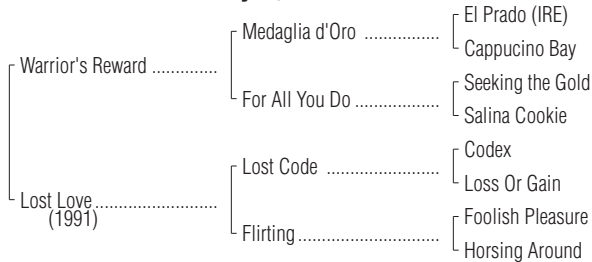 El Prado (IRE)
Medaglia d'Oro ................
Cappucino Bay
Warrior's Reward .............
Seeking the Gold
For All You Do ..................
Salina Cookie
Codex
Lost Code ........................
Loss Or Gain
Lost Love.........................
(1991)
Foolish Pleasure
Flirting..............................
Horsing Around